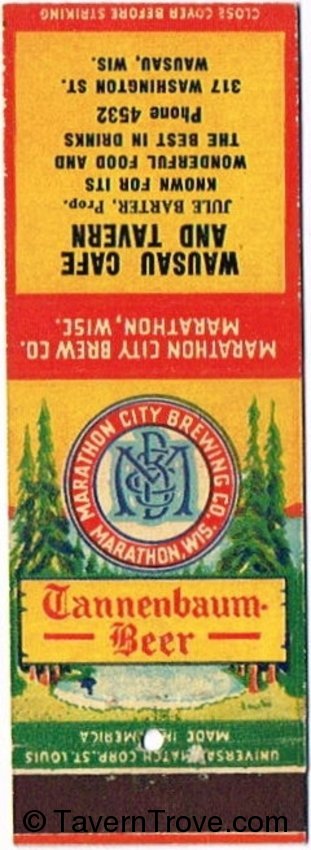 CLOSE COVER BEFORE STRIKING
WAUSAU CAFE
AND TAVERN
JULE BARTER, Prop.
KNOWN FOR ITS
WONDERFUL FOOD AND
THE BEST IN DRINKS
Phone 4532
317 WASHINGTON ST.
WAUSAU, WIS.
MARATHON CITY BREW CO.
MARATHON, WISC.
MARATHON CITY BREWING CO.
MARATHON, WIS.
Tannenbaum
Beer
UNIVERSAL MATCH CORP. ST. LOUIS
MADE IN AMERICA
© TavernTrove.com/Beer